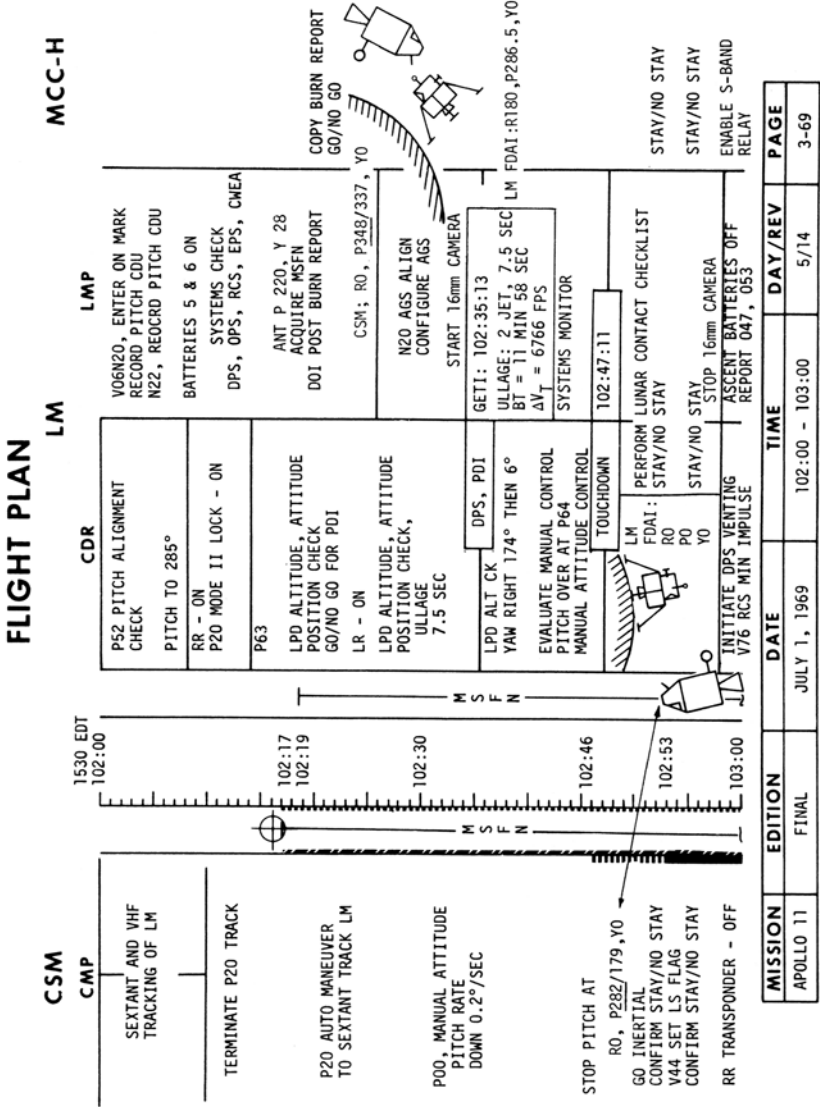 FLIGHT PLAN
CSM
LM
MCC-H
CMP
CDR
LMP
1530 EDT
102:00
SEXTANT AND VHF
TRACKING OF LM
TERMINATE P20 TRACK
P20 AUTO MANEUVER
TO SEXTANT TRACK LM
P00, MANUAL ATTITUDE
PITCH RATE
DOWN 0.2°/SEC
STOP PITCH AT
R0, P282/179,Y0
GO INERTIAL
CONFIRM STAY/NO STAY
V44 SET LS FLAG
CONFIRM STAY/NO STAY
RR TRANSPONDER - OFF
MSFN
102:17
102:19
102:30
102:46
102:53
103:00
MSFN
P52 PITCH ALIGNMENT
CHECK
PITCH TO 285°
RR - ON
P20 MODE II LOCK - ON
P63
LPD ALTITUDE, ATTITUDE
POSITION CHECK
GO/NO GO FOR PDI
LR - ON
LPD ALTITUDE, ATTITUDE
POSITION CHECK,
ULLAGE
7.5 SEC
DPS, PDI
LPD ALT CK
YAW RIGHT 174° THEN 6°
EVALUATE MANUAL CONTROL
PITCH OVER AT P64
MANUAL ATTITUDE CONTROL
TOUCHDOWN
LM
FDAI:
R0
P0
Y0
INITIATE DPS VENTING
V76 RCS MIN IMPULSE
V06N20, ENTER ON MARK
RECORD PITCH CDU
N22, REOCRD PITCH CDU
BATTERIES 5 & 6 ON
SYSTEMS CHECK
DPS, OPS, RCS, EPS, CWEA
ANT P 220, Y 28
ACQUIRE MSFN
DOI POST BURN REPORT
CSM; R0, P348/337, Y0
N20 AGS ALIGN
CONFIGURE AGS
START 16mm CAMERA
GETI: 102:35:13
ULLAGE: 2 JET, 7.5 SEC
BT = 11 MIN 58 SEC
ΔVT = 6766 FPS
SYSTEMS MONITOR
102:47:11
PERFORM LUNAR CONTACT CHECKLIST
STAY/NO STAY
STAY/NO STAY
STOP 16mm CAMERA
ASCENT BATTERIES OFF
REPORT 047, 053
COPY BURN REPORT
GO/NO GO
LM FDAI:R180,P286.5,Y0
STAY/NO STAY
STAY/NO STAY
ENABLE S-BAND
RELAY
MISSION
EDITION
DATE
TIME
DAY/REV
PAGE
APOLLO 11
FINAL
JULY 1, 1969
102:00 - 103:00
5/14
3-69